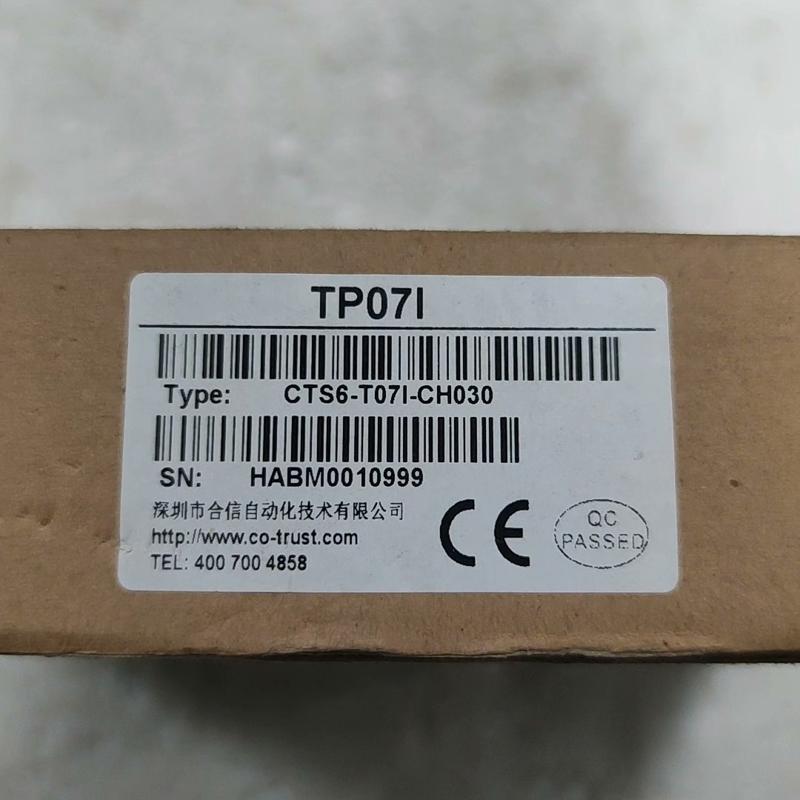 TP07I
Type: CTS6-T07I-CH030
SN: HABM0010999
深圳市合信自动化技术有限公司
http://www.co-trust.com
TEL: 400 700 4858
CE
QC
PASSED